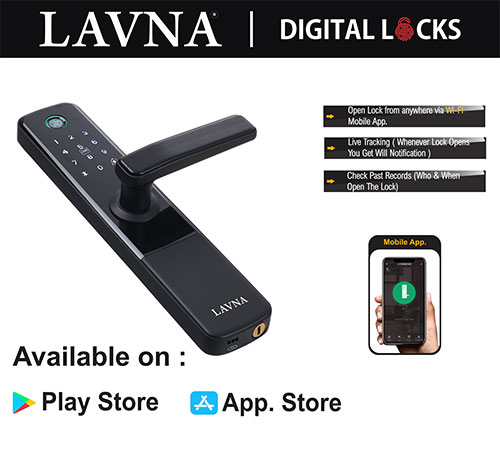 LAVNA® | DIGITAL LOCKS
Open Lock from anywhere via Wi-Fi
Mobile App.
Live Tracking ( Whenever Lock Opens
You Get Will Notification )
Check Past Records (Who & When
Open The Lock)
Mobile App.
LAVNA
Available on :
Play Store
App. Store